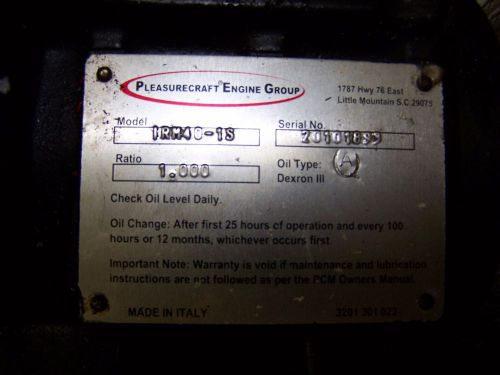 PLEASURECRAFT ENGINE GROUP
1787 Hwy 76 East
Little Mountain S.C. 29075
Model
Serial No.
Ratio
1.000
Oil Type: A
Dexron III
Check Oil Level Daily.
Oil Change: After first 25 hours of operation and every 100
hours or 12 months, whichever occurs first.
Important Note: Warranty is void if maintenance and lubrication
instructions are not followed as per the PCM Owners Manual.
MADE IN ITALY
3201 301 022